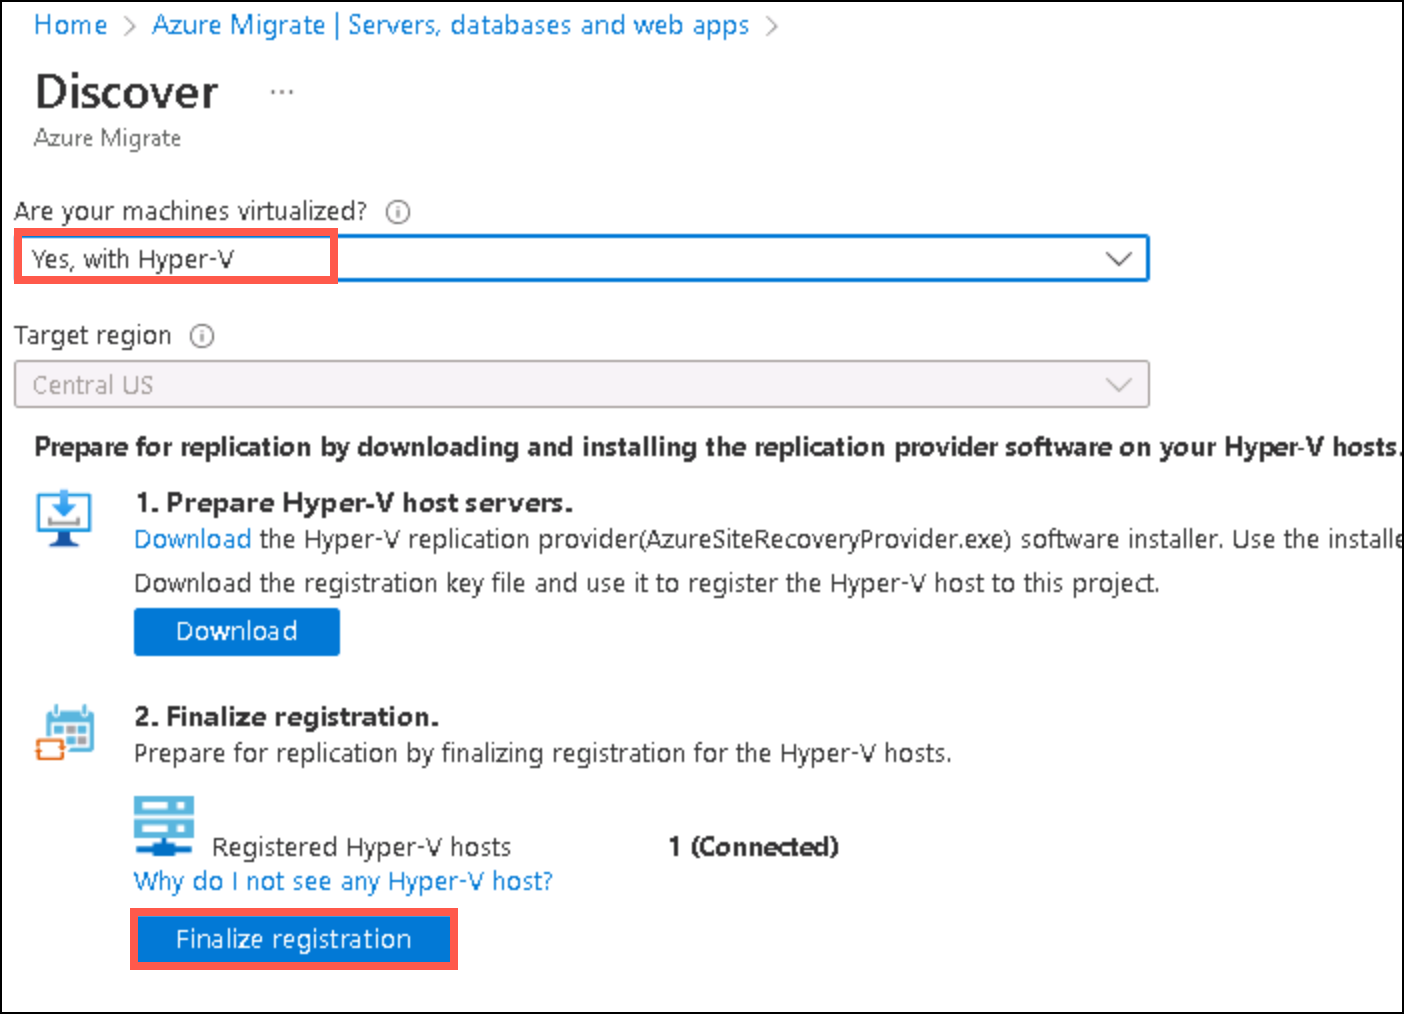 Home > Azure Migrate | Servers, databases and web apps >
Discover ...
Azure Migrate
Are your machines virtualized?
Yes, with Hyper-V
Target region
Central US
Prepare for replication by downloading and installing the replication provider software on your Hyper-V hosts.
1. Prepare Hyper-V host servers.
Download the Hyper-V replication provider(AzureSiteRecoveryProvider.exe) software installer. Use the
Download the registration key file and use it to register the Hyper-V host to this project.
Download
2. Finalize registration.
Prepare for replication by finalizing registration for the Hyper-V hosts.
Registered Hyper-V hosts 1 (Connected)
Why do I not see any Hyper-V host?
Finalize registration